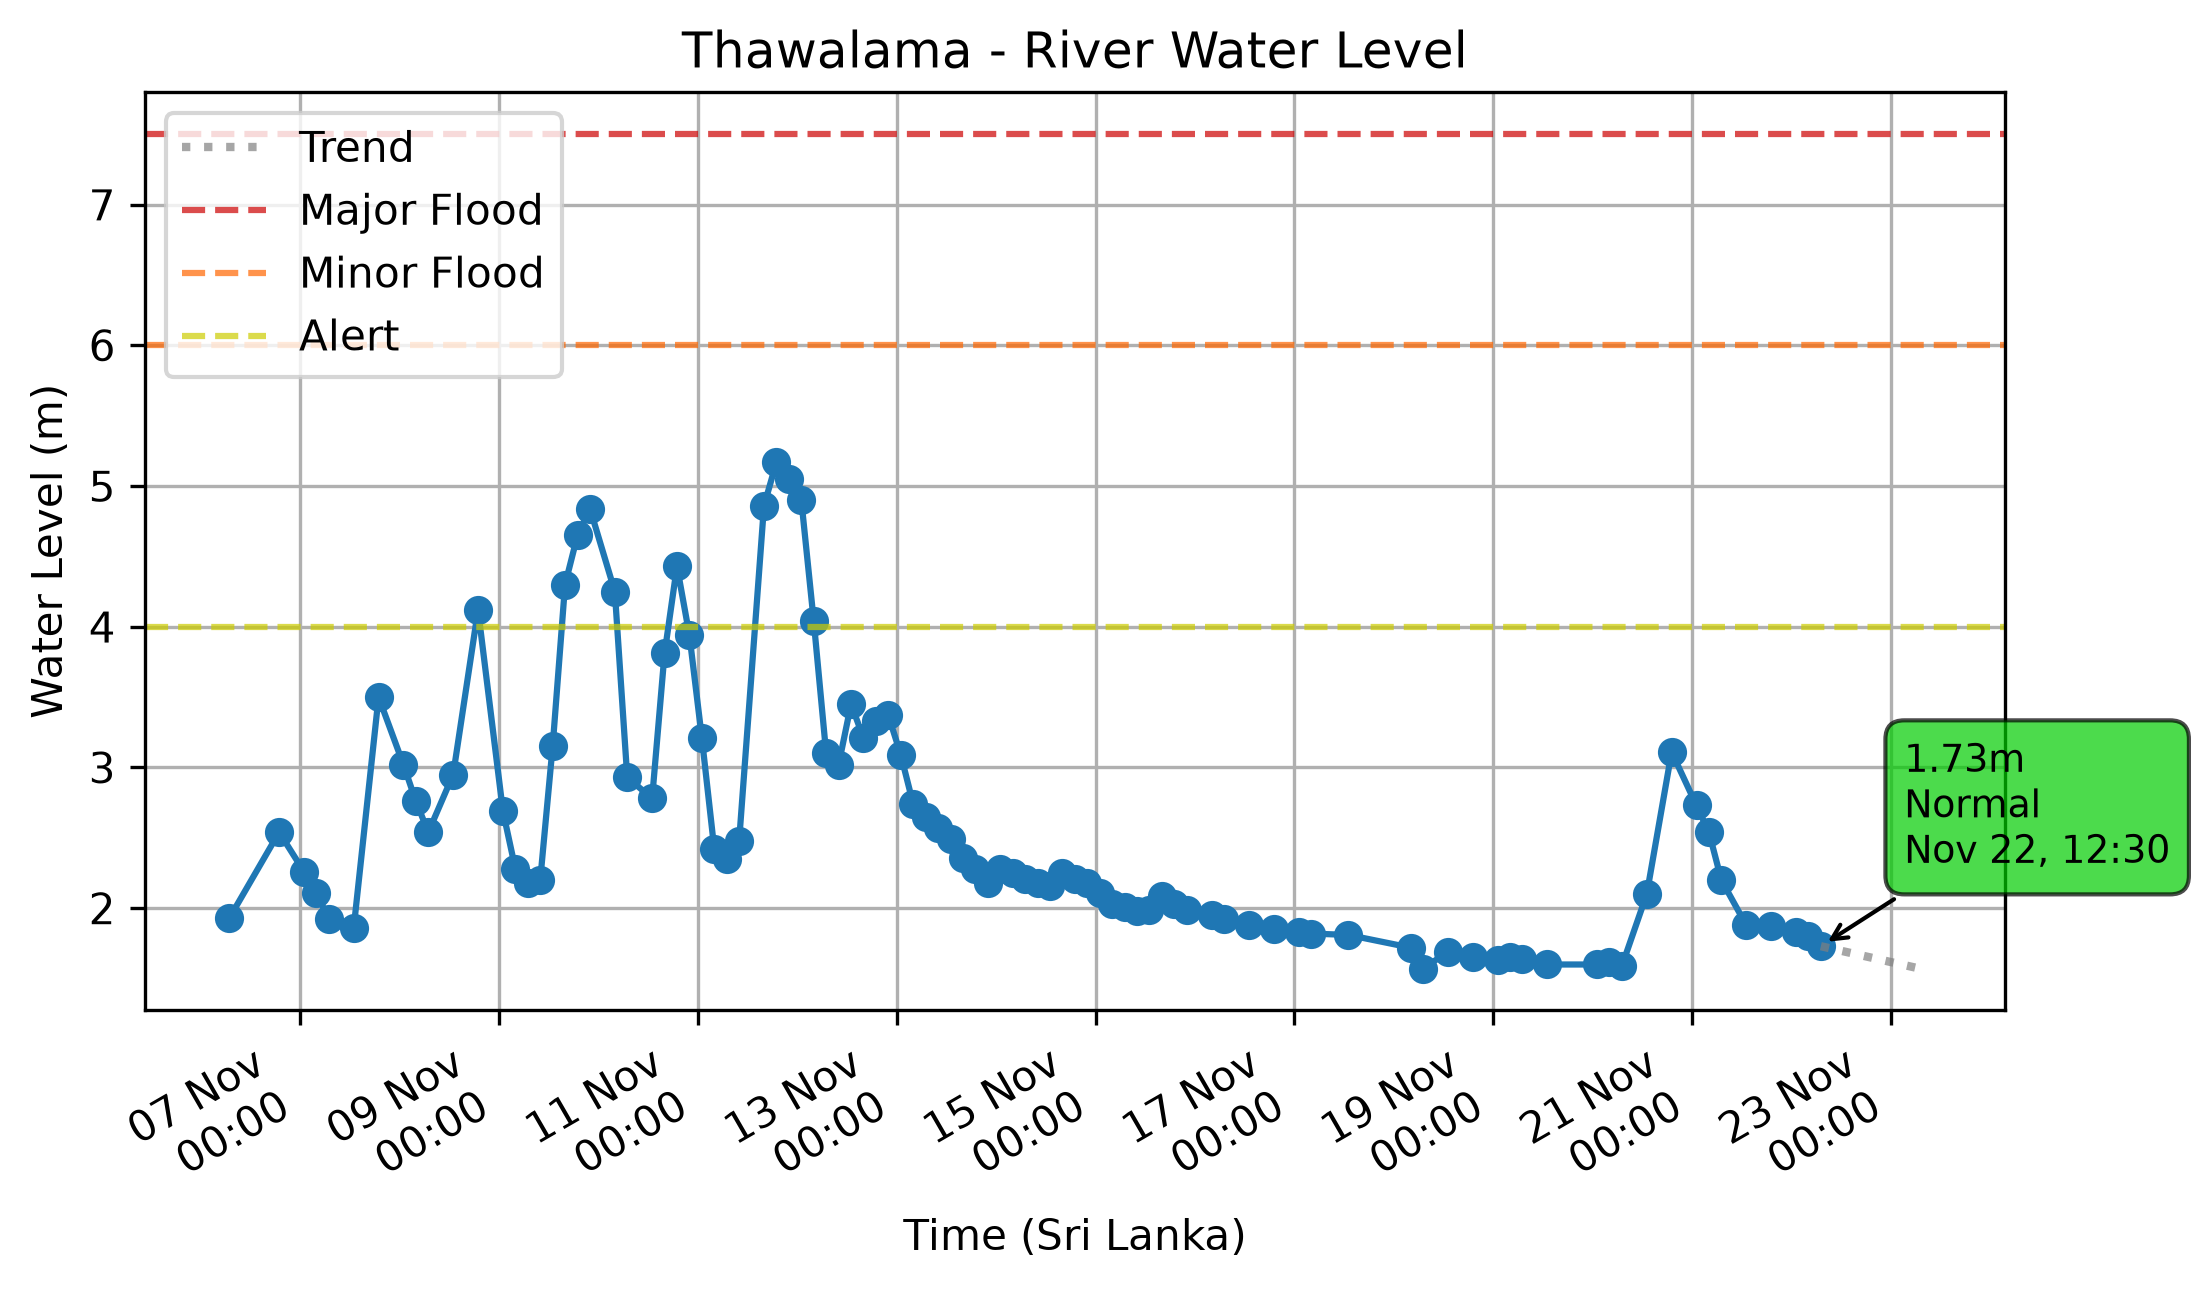 Thawalama - River Water Level
Trend
Major Flood
Minor Flood
Alert
Water Level (m)
7
6
5
4
3
2
1.73m
Normal
Nov 22, 12:30
07 Nov
00:00
09 Nov
00:00
11 Nov
00:00
13 Nov
00:00
15 Nov
00:00
17 Nov
00:00
19 Nov
00:00
21 Nov
00:00
23 Nov
00:00
Time (Sri Lanka)